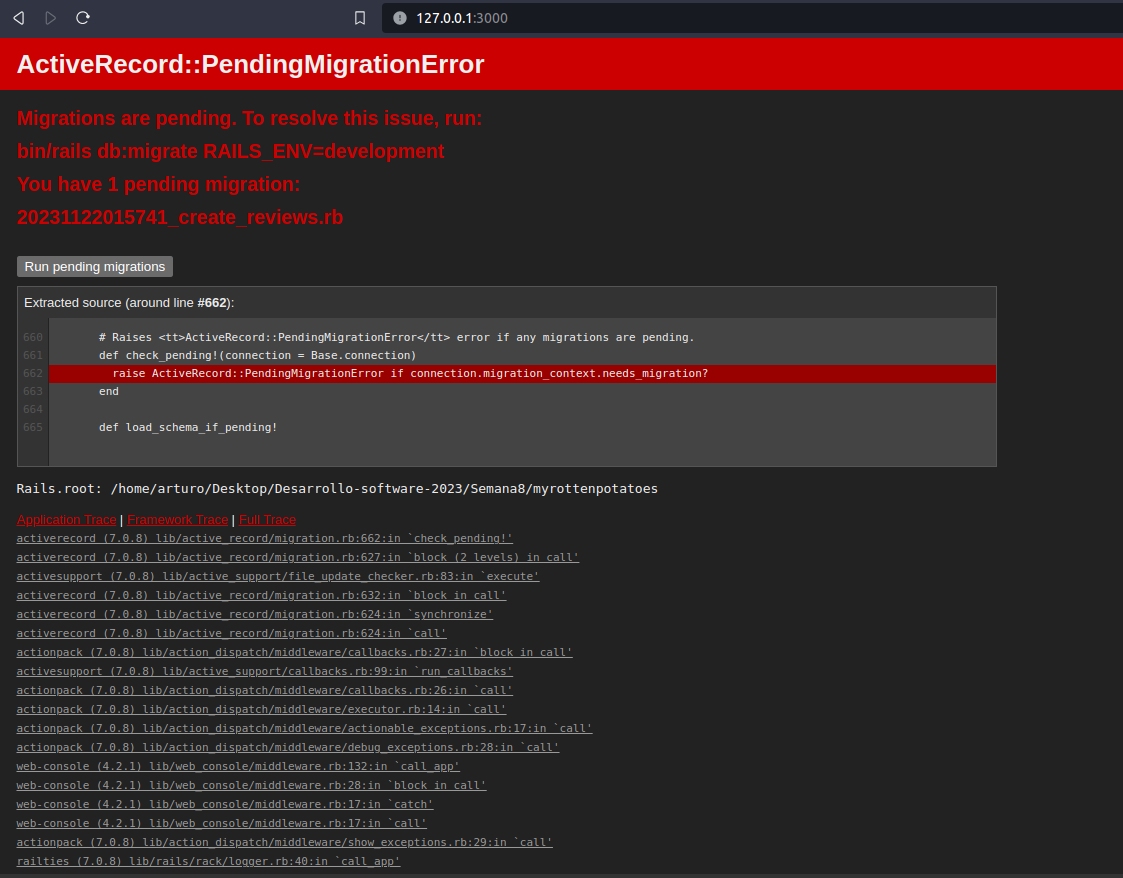 127.0.0.1:3000
ActiveRecord::PendingMigrationError
Migrations are pending. To resolve this issue, run:
bin/rails db:migrate RAILS_ENV=development
You have 1 pending migration:
20231122015741_create_reviews.rb
Run pending migrations
Extracted source (around line #662):
660 # Raises <tt>ActiveRecord::PendingMigrationError</tt> error if any migrations are pending.
661 def check_pending!(connection = Base.connection)
662 raise ActiveRecord::PendingMigrationError if connection.migration_context.needs_migration?
663 end
664
665 def load_schema_if_pending!
Rails.root: /home/arturo/Desktop/Desarrollo-software-2023/Semana8/myrottenpotatoes
Application Trace | Framework Trace | Full Trace
activerecord (7.0.8) lib/active_record/migration.rb:662:in `check_pending!'
activerecord (7.0.8) lib/active_record/migration.rb:627:in `block (2 levels) in call'
activesupport (7.0.8) lib/active_support/file_update_checker.rb:83:in `execute'
activerecord (7.0.8) lib/active_record/migration.rb:632:in `block in call'
activerecord (7.0.8) lib/active_record/migration.rb:624:in `synchronize'
activerecord (7.0.8) lib/active_record/migration.rb:624:in `call'
actionpack (7.0.8) lib/action_dispatch/middleware/callbacks.rb:27:in `block in call'
activesupport (7.0.8) lib/active_support/callbacks.rb:99:in `run_callbacks'
actionpack (7.0.8) lib/action_dispatch/middleware/callbacks.rb:26:in `call'
actionpack (7.0.8) lib/action_dispatch/middleware/executor.rb:14:in `call'
actionpack (7.0.8) lib/action_dispatch/middleware/actionable_exceptions.rb:17:in `call'
actionpack (7.0.8) lib/action_dispatch/middleware/debug_exceptions.rb:28:in `call'
web-console (4.2.1) lib/web_console/middleware.rb:132:in `call_app'
web-console (4.2.1) lib/web_console/middleware.rb:28:in `block in call'
web-console (4.2.1) lib/web_console/middleware.rb:17:in `catch'
web-console (4.2.1) lib/web_console/middleware.rb:17:in `call'
actionpack (7.0.8) lib/action_dispatch/middleware/show_exceptions.rb:29:in `call'
railties (7.0.8) lib/rails/rack/logger.rb:40:in `call_app'